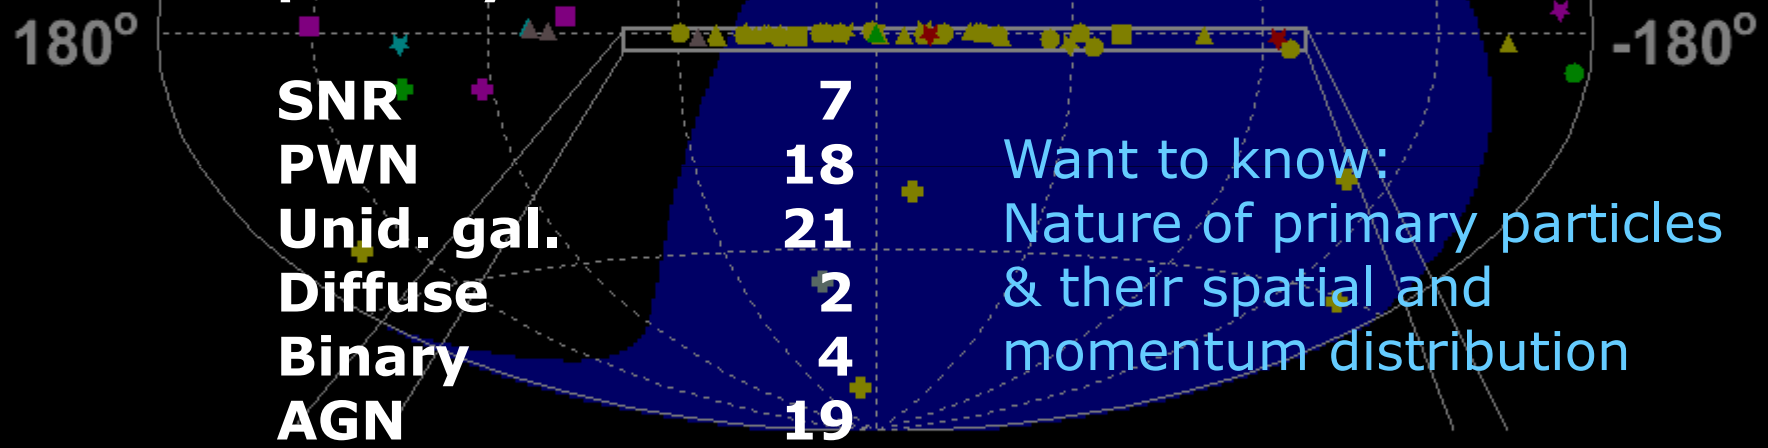 180°
-180°
SNR 7
PWN 18
Unid. gal. 21
Diffuse 2
Binary 4
AGN 19
Want to know:
Nature of primary particles
& their spatial and
momentum distribution